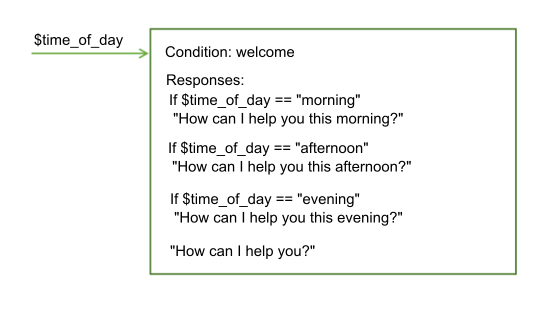 $time_of_day
Condition: welcome
Responses:
If $time_of_day == "morning"
"How can I help you this morning?"
If $time_of_day == "afternoon"
"How can I help you this afternoon?"
If $time_of_day == "evening"
"How can I help you this evening?"
"How can I help you?"